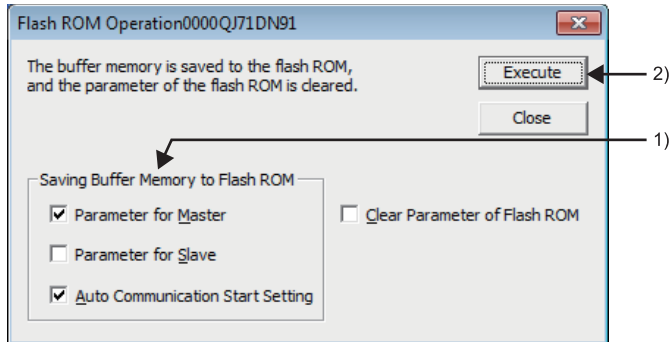 Flash ROM Operation0000QJ71DN91
The buffer memory is saved to the flash ROM,
and the parameter of the flash ROM is cleared.
Execute
2)
Close
1)
Saving Buffer Memory to Flash ROM
Parameter for Master
Clear Parameter of Flash ROM
Parameter for Slave
Auto Communication Start Setting